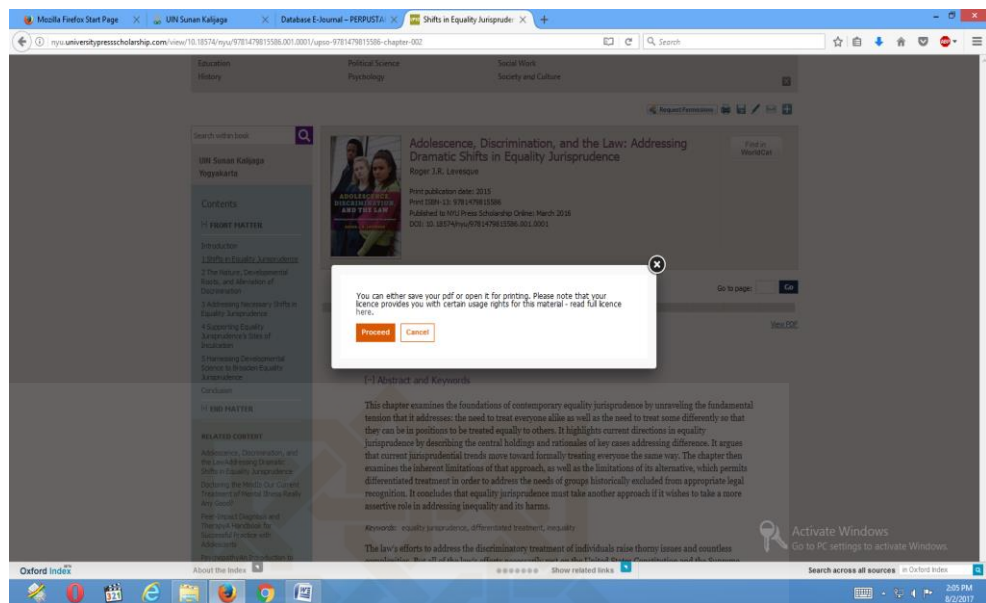 Mozilla Firefox Start Page
UIN Sunan Kalijaga
Database E-Journal – PERPUSTA
Shifts in Equality Jurisprude
nyu.universitypressscholarship.com/view/10.18574/nyu/9781479815586.001.0001/upso-9781479815586-chapter-002
Search
Education Political Science Social Work
History Psychology Society and Culture
Request Permissions
Search within book
UIN Sunan Kalijaga
Yogyakarta
Contents
FRONT MATTER
Introduction
1 Shifts in Equality Jurisprudence
2 The Nature, Developmental
Roots, and Alleviation of
Discrimination
3 Addressing Necessary Shifts in
Equality Jurisprudence
4 Supporting Equality
Jurisprudence's Sites of
Inculcation
5 Harnessing Developmental
Science to Broaden Equality
Jurisprudence
Conclusion
END MATTER
RELATED CONTENT
Adolescence, Discrimination, and
the Law:Addressing Dramatic
Shifts in Equality Jurisprudence
ADOLESCENCE,
DISCRIMINATION,
AND THE LAW
Adolescence, Discrimination, and the Law: Addressing
Dramatic Shifts in Equality Jurisprudence
Roger J.R. Levesque
Print publication date: 2015
Print ISBN-13: 9781479815586
Published to NYU Press Scholarship Online: March 2016
DOI: 10.18574/nyu/9781479815586.001.0001
Find in
WorldCat
You can either save your pdf or open it for printing. Please note that your
licence provides you with certain usage rights for this material - read full licence
here.
Proceed Cancel
Go to page: Go
View PDF
[-] Abstract and Keywords
This chapter examines the foundations of contemporary equality jurisprudence by unraveling the fundamental
tension that it addresses: the need to treat everyone alike as well as the need to treat some differently so that
they can be in positions to be treated equally to others. It highlights current directions in equality
jurisprudence by describing the central holdings and rationales of key cases addressing difference. It argues
that current jurisprudential trends move toward formally treating everyone the same way. The chapter then
examines the inherent limitations of that approach, as well as the limitations of its alternative, which permits
differentiated treatment in order to address the needs of groups historically excluded from appropriate legal
recognition. It concludes that equality jurisprudence must take another approach if it wishes to take a more
assertive role in addressing inequality and its harms.
Keywords: equality jurisprudence, differentiated treatment, inequality
The law's efforts to address the discriminatory treatment of individuals raise thorny issues and countless
Activate Windows
Go to PC settings to activate Windows.
Oxford Index
About the Index
Show related links
Search across all sources in Oxford Index
2:05 PM
8/2/2017